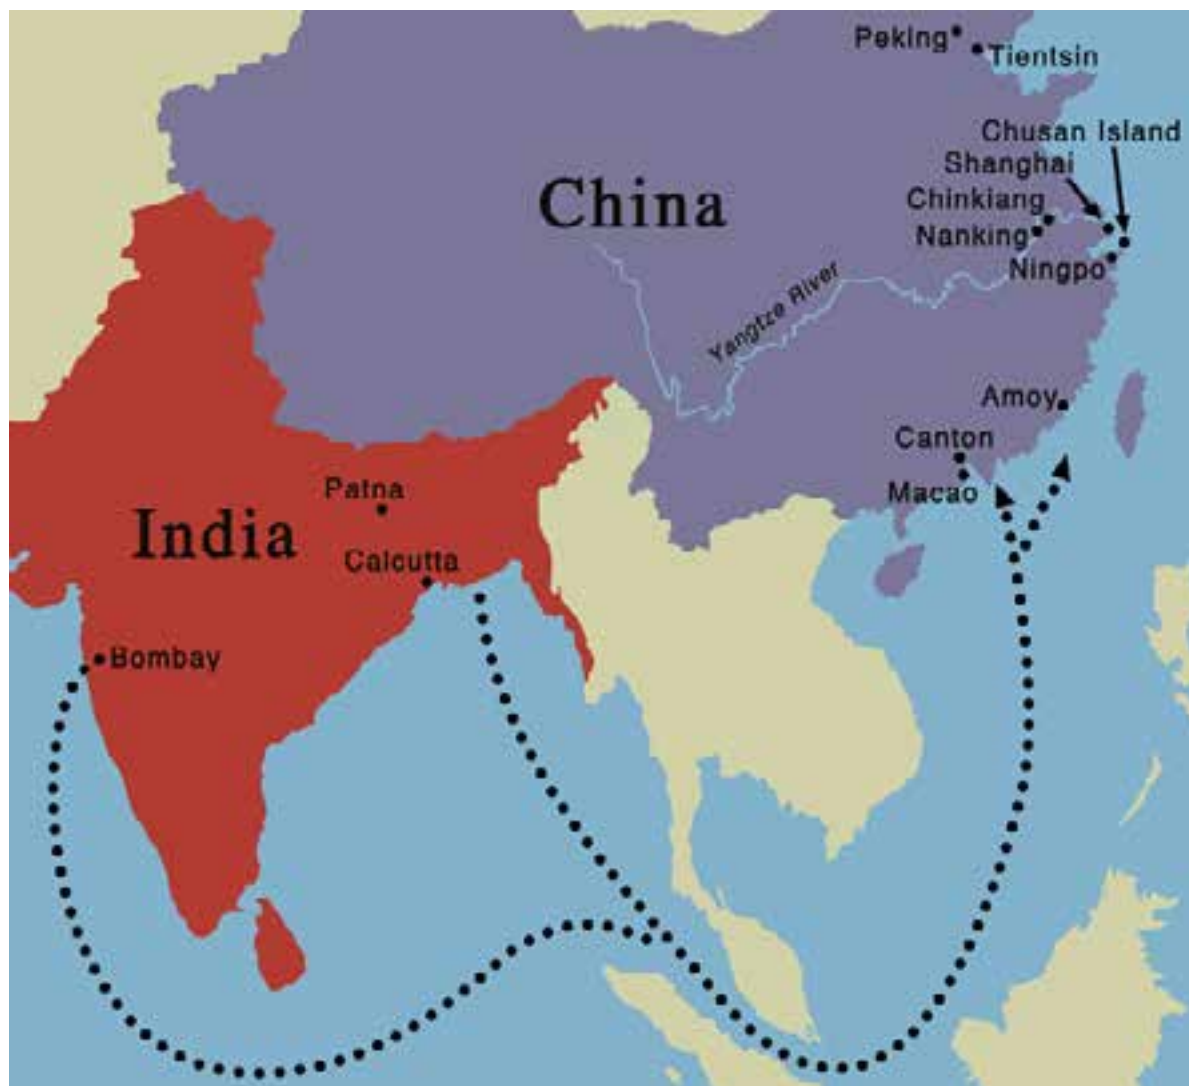 Peking
Tientsin
Chusan Island
Shanghai
China
Chinkiang
Nanking
Ningpo
Yangtze River
Amoy
Canton
Patna
Macao
India
Calcutta
Bombay